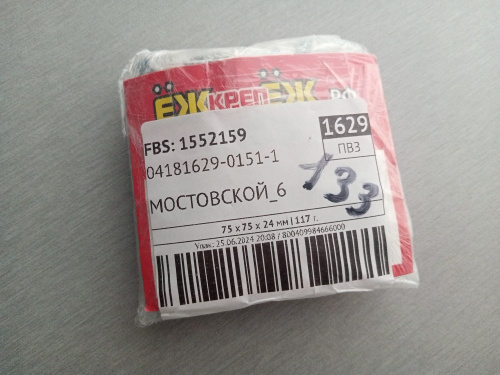 ЁЖКРЕПЁЖ
FBS: 1552159
1629
04181629-0151-1
ПВЗ
МОСТОВСКОЙ_6
133
75 x 75 x 24 мм | 117 г.
Упак: 25.06.2024 20:08 / 800409984666000